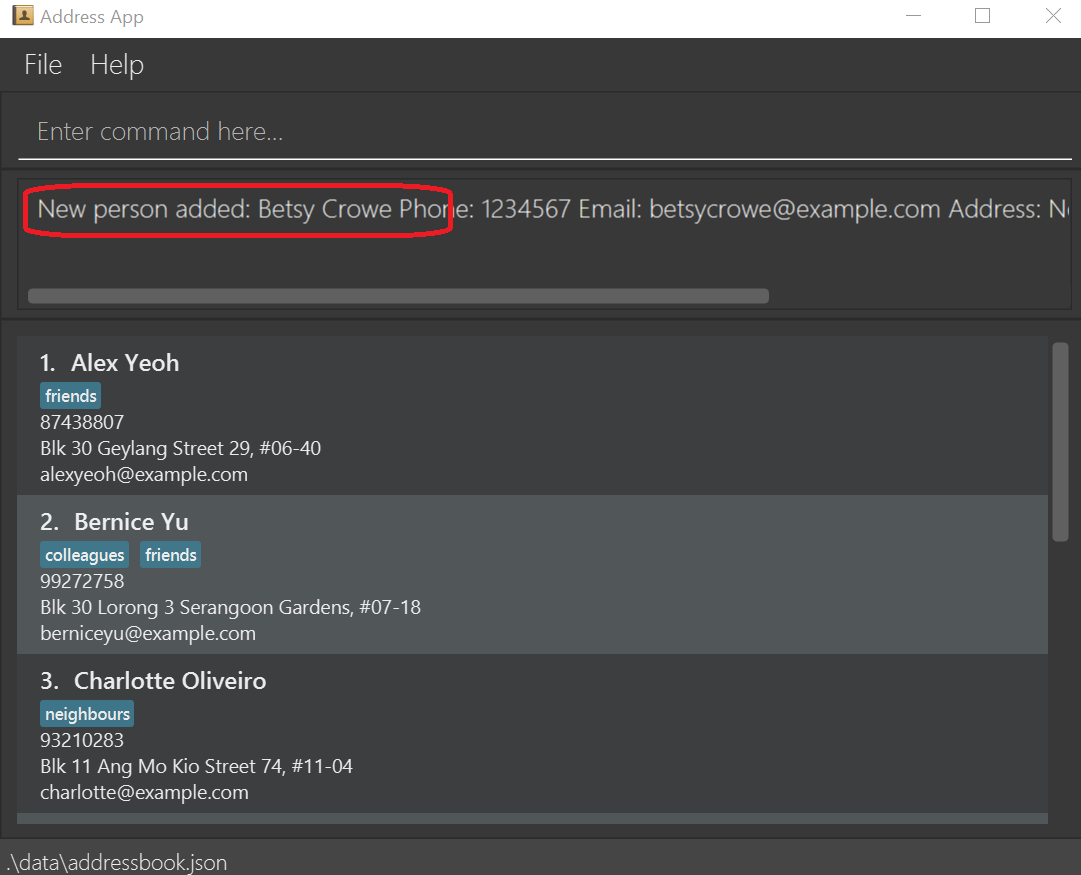 Address App
File Help
Enter command here...
New person added: Betsy Crowe Phone: 1234567 Email: betsycrowe@example.com Address:
1. Alex Yeoh
friends
87438807
Blk 30 Geylang Street 29, #06-40
alexyeoh@example.com
2. Bernice Yu
colleagues friends
99272758
Blk 30 Lorong 3 Serangoon Gardens, #07-18
berniceyu@example.com
3. Charlotte Oliveiro
neighbours
93210283
Blk 11 Ang Mo Kio Street 74, #11-04
charlotte@example.com
.\data\addressbook.json